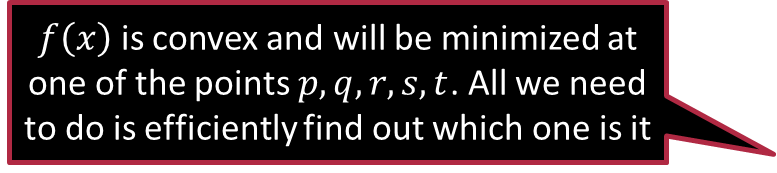 f(x) is convex and will be minimized at
one of the points p, q, r, s, t. All we need
to do is efficiently find out which one is it